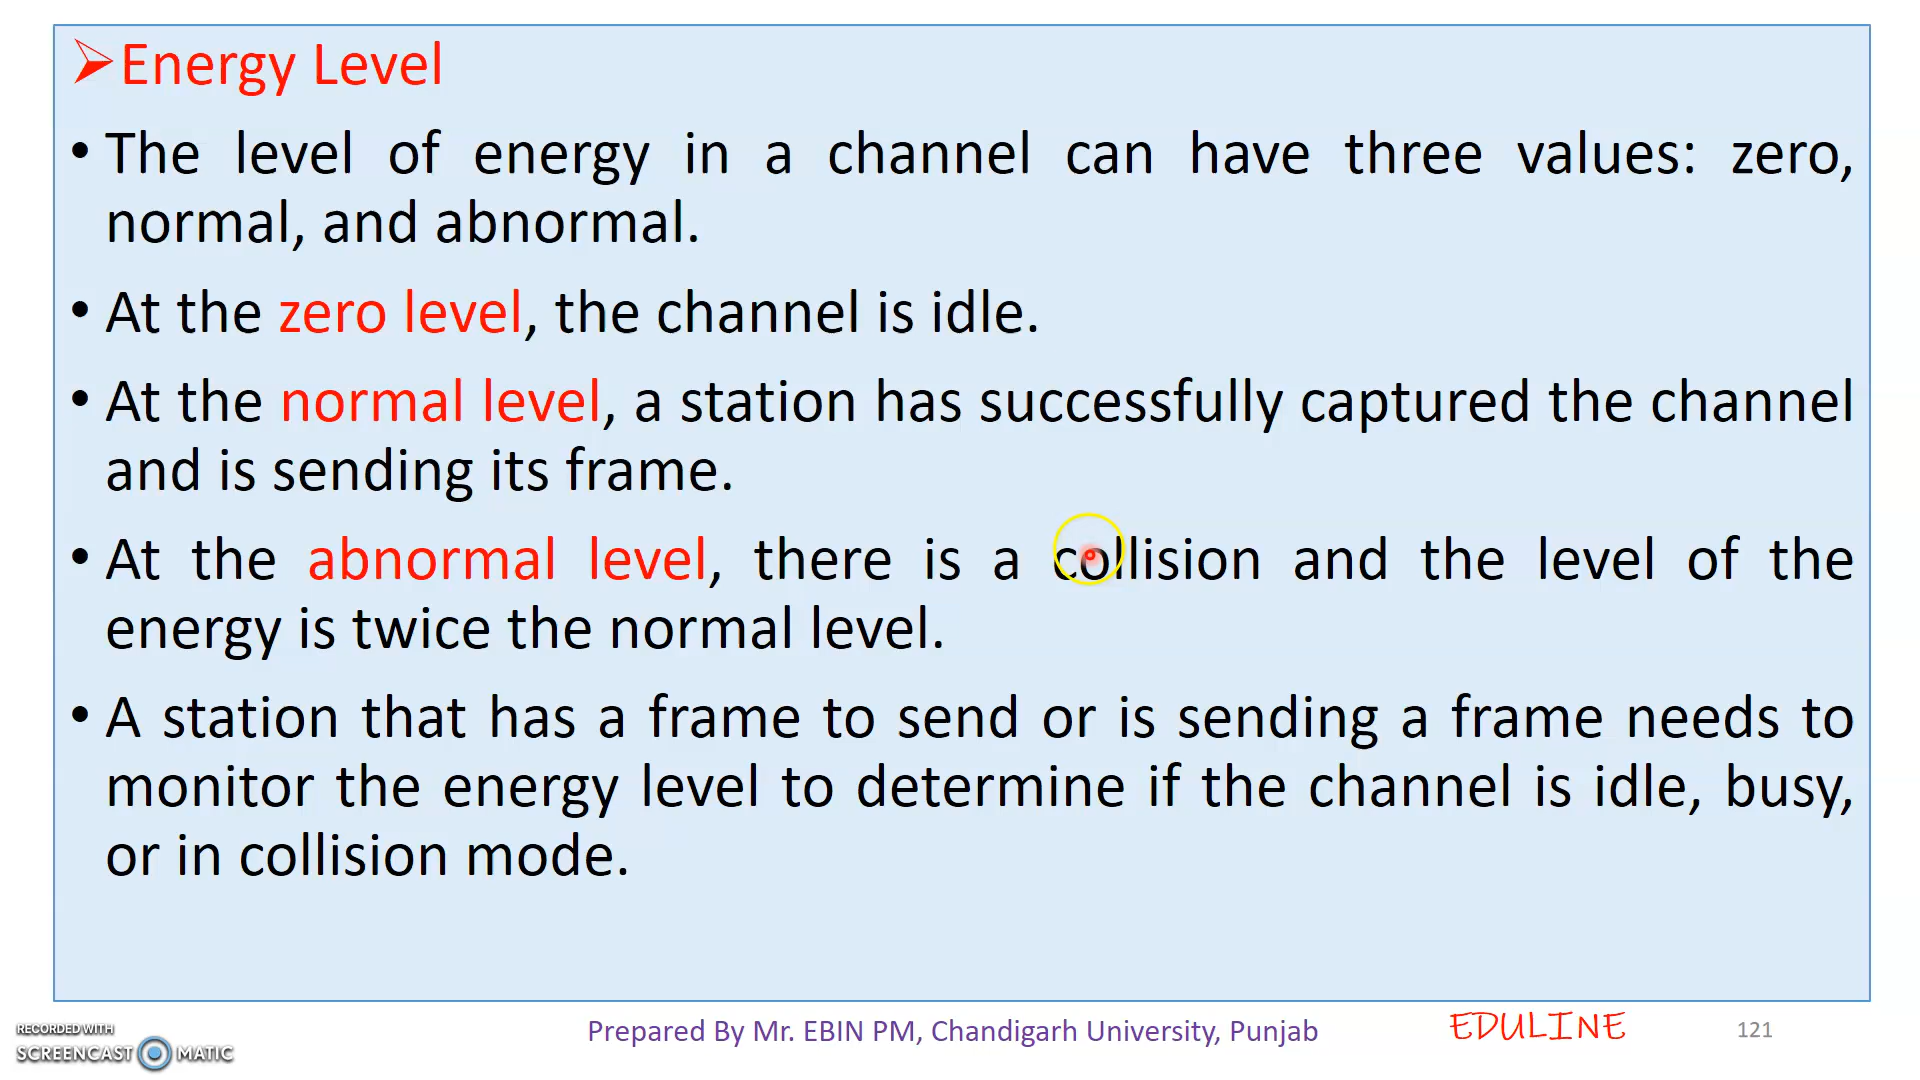 Energy Level
• The level of energy in a channel can have three values: zero,
normal, and abnormal.
• At the zero level, the channel is idle.
• At the normal level, a station has successfully captured the channel
and is sending its frame.
• At the abnormal level, there is a collision and the level of the
energy is twice the normal level.
• A station that has a frame to send or is sending a frame needs to
monitor the energy level to determine if the channel is idle, busy,
or in collision mode.
Prepared By Mr. EBIN PM, Chandigarh University, Punjab
EDULINE
121
RECORDED WITH
SCREENCAST MATIC